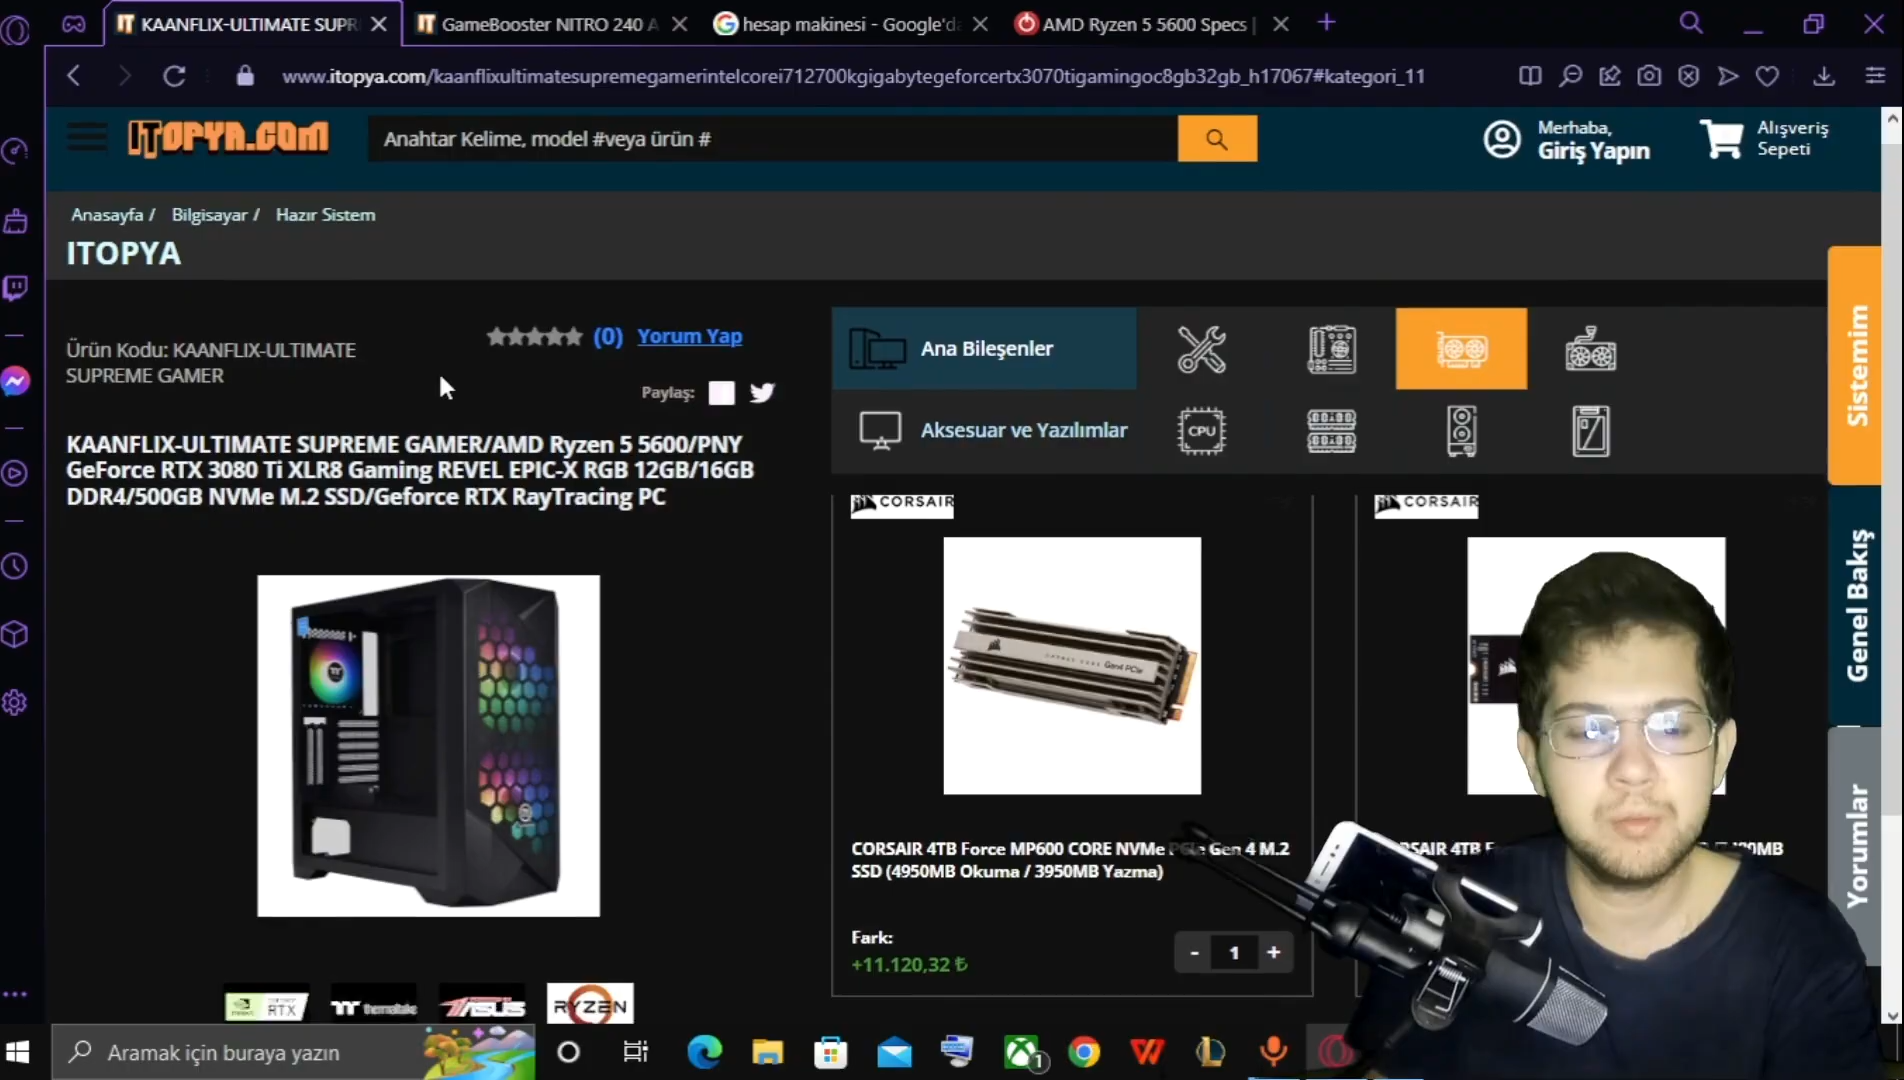 KAANFLIX-ULTIMATE SUPR
GameBooster NITRO 240 A
hesap makinesi - Google'da
AMD Ryzen 5 5600 Specs |
www.itopya.com/kaanflixultimatesupremegamerintelcorei712700kgigabytegeforcertx3070tigamingoc8gb32gb_h17067#kategori_11
ITOPYA.COM
Anahtar Kelime, model #veya ürün #
Merhaba,
Giriş Yapın
Alışveriş
Sepeti
Anasayfa / Bilgisayar / Hazır Sistem
ITOPYA
Ürün Kodu: KAANFLIX-ULTIMATE
SUPREME GAMER
(0) Yorum Yap
Paylaş:
KAANFLIX-ULTIMATE SUPREME GAMER/AMD Ryzen 5 5600/PNY
GeForce RTX 3080 Ti XLR8 Gaming REVEL EPIC-X RGB 12GB/16GB
DDR4/500GB NVMe M.2 SSD/Geforce RTX RayTracing PC
RTX
thermaltake
ASUS
RYZEN
Ana Bileşenler
Aksesuar ve Yazılımlar
CPU
CORSAIR
CORSAIR
CORSAIR 4TB Force MP600 CORE NVMe PCIe Gen 4 M.2
SSD (4950MB Okuma / 3950MB Yazma)
Fark:
+11.120,32 ₺
- 1 +
Sistemim
Genel Bakış
Yorumlar
Aramak için buraya yazın
1